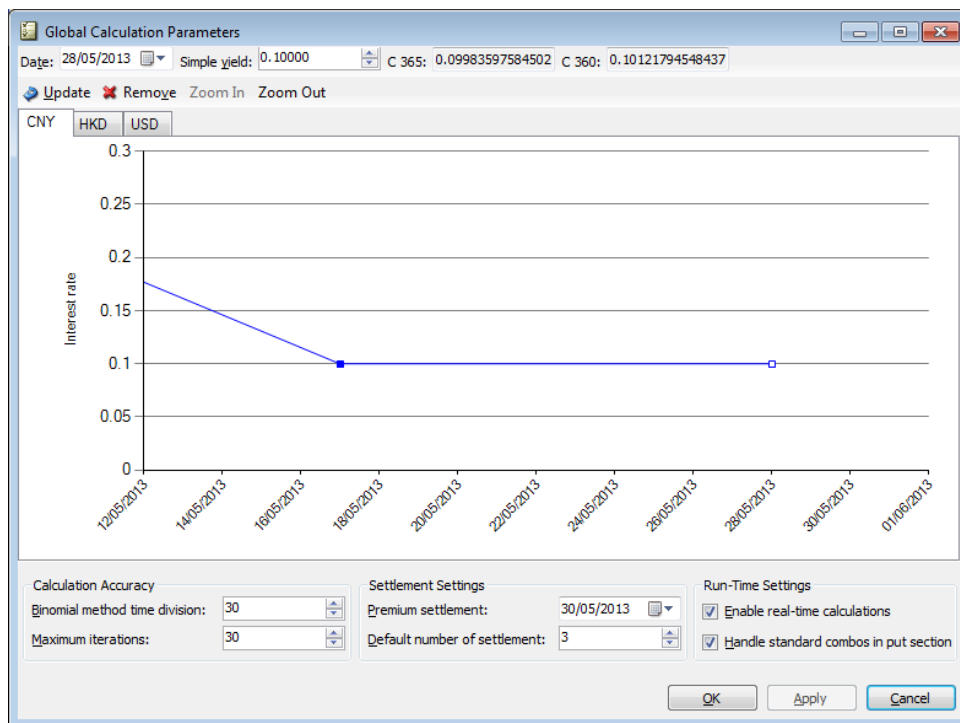 Global Calculation Parameters
Date: 28/05/2013 Simple yield: 0.10000 C 365: 0.09983597584502 C 360: 0.10121794548437
Update Remove Zoom In Zoom Out
CNY HKD USD
0.3
0.25
0.2
0.15
0.1
0.05
0
Interest rate
12/05/2013 14/05/2013 16/05/2013 18/05/2013 20/05/2013 22/05/2013 24/05/2013 26/05/2013 28/05/2013 30/05/2013 01/06/2013
Calculation Accuracy
Binomial method time division: 30
Maximum iterations: 30
Settlement Settings
Premium settlement: 30/05/2013
Default number of settlement: 3
Run-Time Settings
Enable real-time calculations
Handle standard combos in put section
OK Apply Cancel